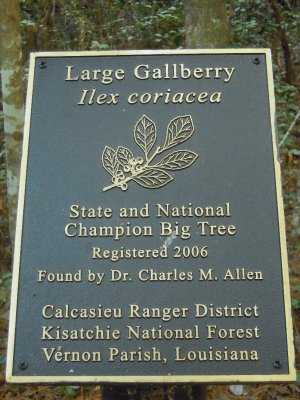 Large Gallberry
Ilex coriacea
State and National
Champion Big Tree
Registered 2006
Found by Dr. Charles M. Allen
Calcasieu Ranger District
Kisatchie National Forest
Vernon Parish, Louisiana